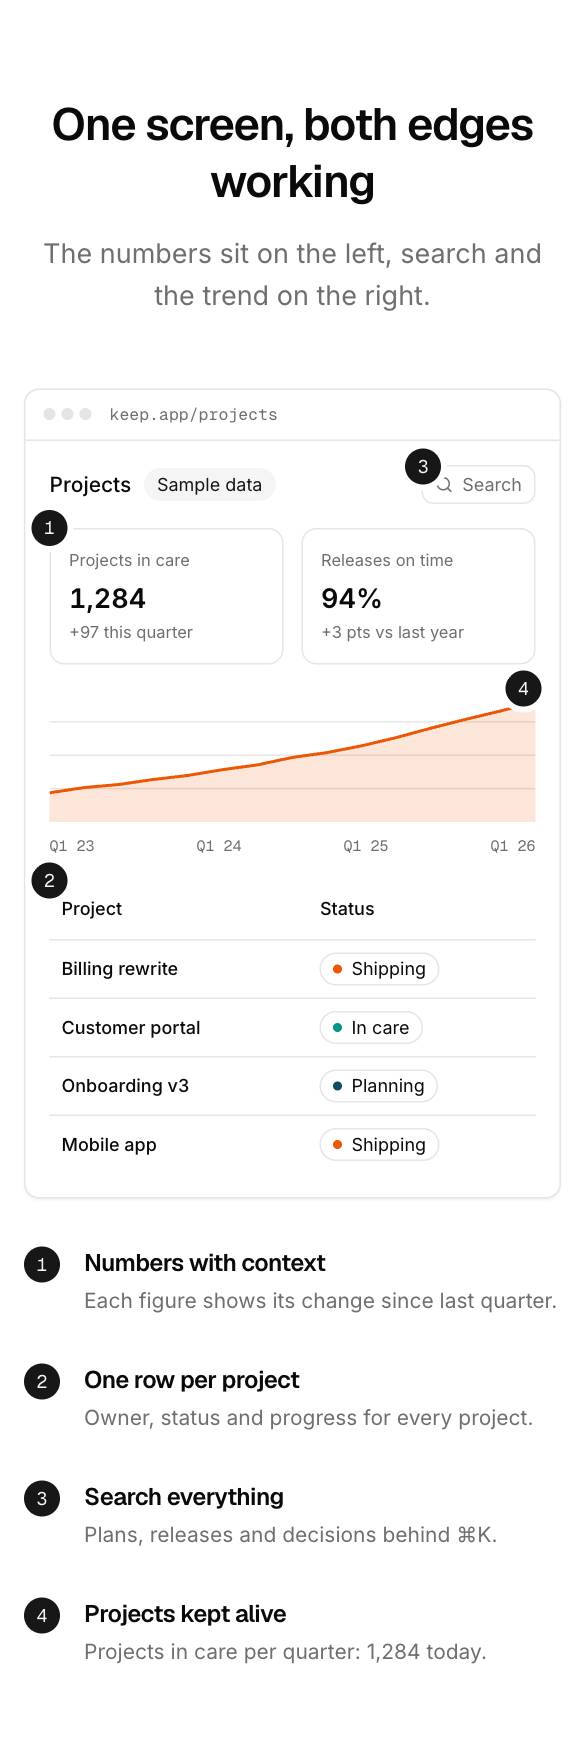 One screen, both edges
working
The numbers sit on the left, search and
the trend on the right.
keep.app/projects
Projects
Sample data
3
Search
1
Projects in care
1,284
+97 this quarter
Releases on time
94%
+3 pts vs last year
4
Q1 23
Q1 24
Q1 25
Q1 26
2
Project
Status
Billing rewrite
Shipping
Customer portal
In care
Onboarding v3
Planning
Mobile app
Shipping
1
Numbers with context
Each figure shows its change since last quarter.
2
One row per project
Owner, status and progress for every project.
3
Search everything
Plans, releases and decisions behind ⌘K.
4
Projects kept alive
Projects in care per quarter: 1,284 today.